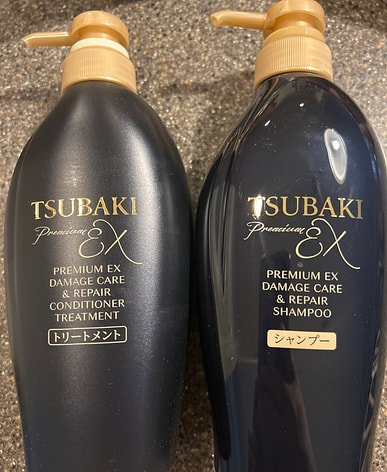 TSUBAKI
Premium EX
PREMIUM EX
DAMAGE CARE
& REPAIR
CONDITIONER
TREATMENT
トリートメント
TSUBAKI
Premium EX
PREMIUM EX
DAMAGE CARE
& REPAIR
SHAMPOO
シャンプー